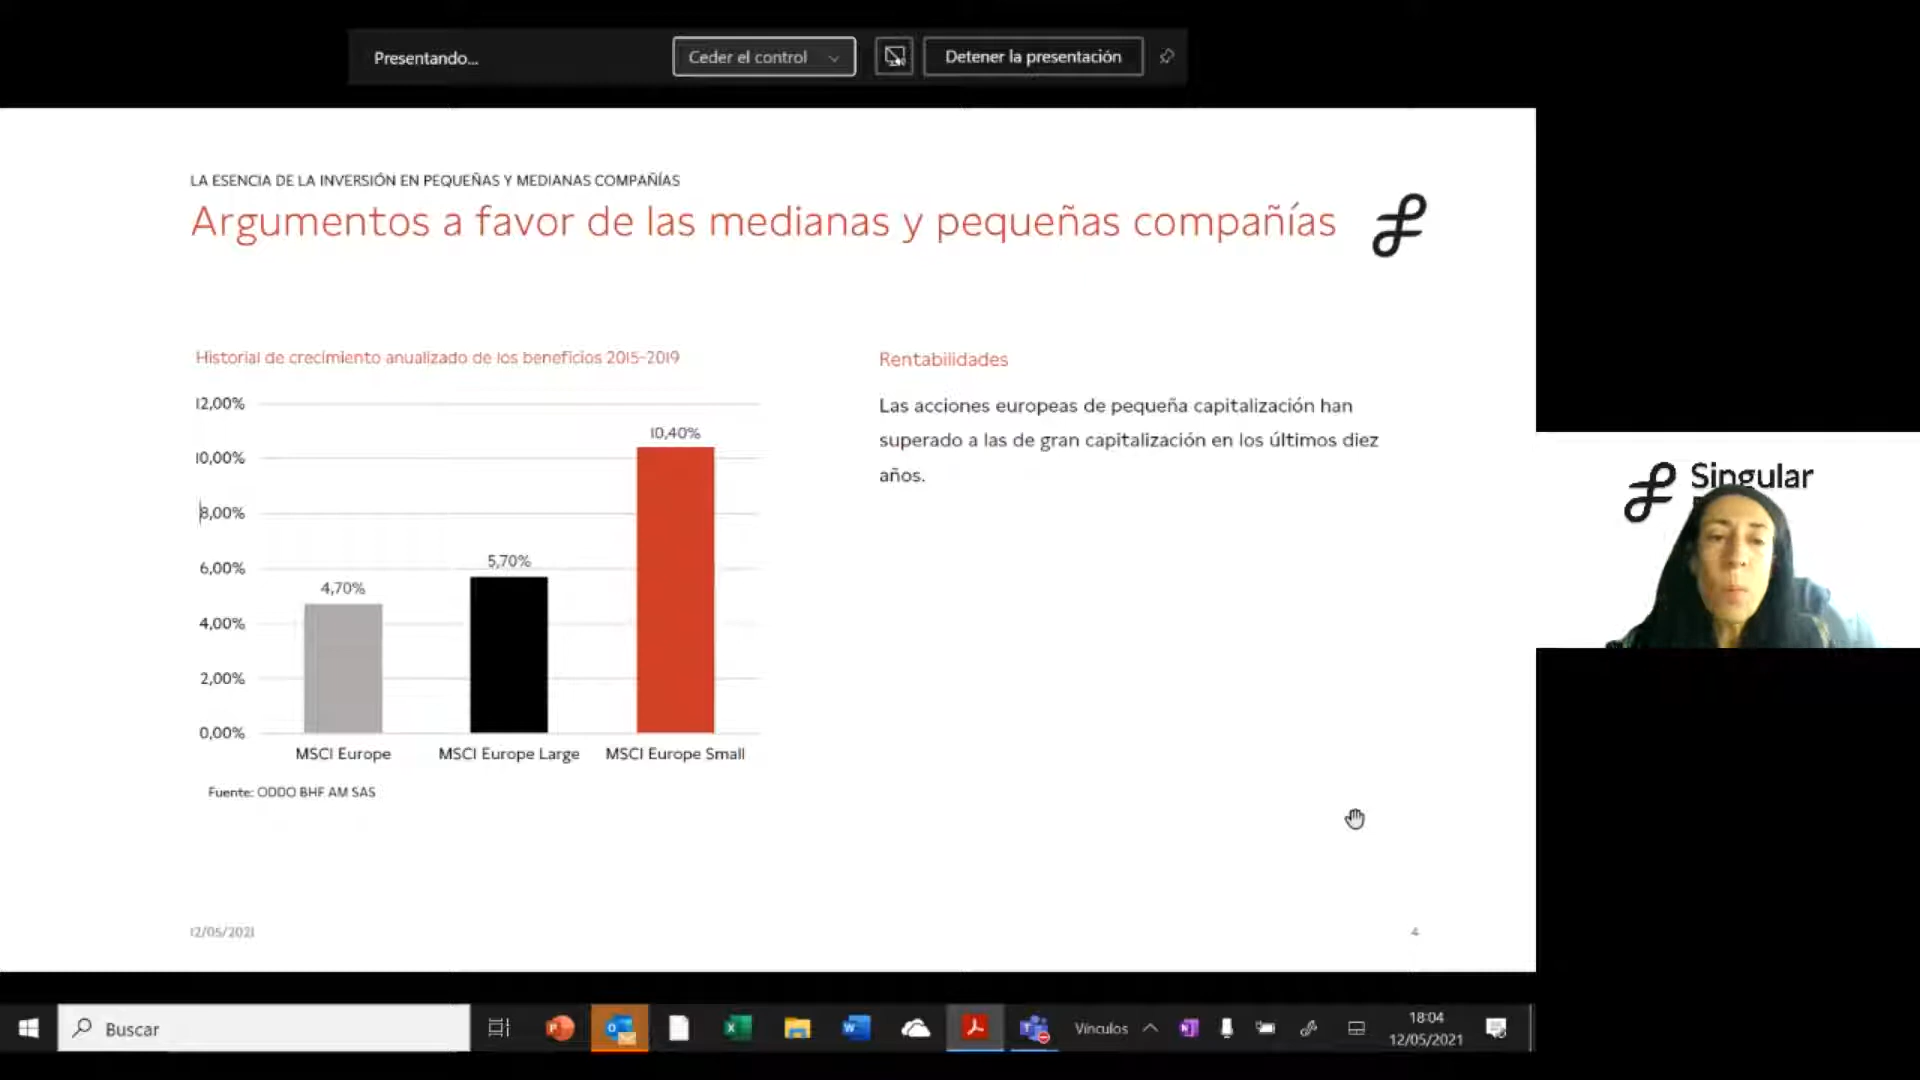 Presentando...
Ceder el control
Detener la presentación
LA ESENCIA DE LA INVERSIÓN EN PEQUEÑAS Y MEDIANAS COMPAÑÍAS
Argumentos a favor de las medianas y pequeñas compañías
Historial de crecimiento anualizado de los beneficios 2015-2019
12,00%
10,00%
8,00%
6,00%
4,00%
2,00%
0,00%
4,70%
5,70%
10,40%
MSCI Europe
MSCI Europe Large
MSCI Europe Small
Fuente: ODDO BHF AM SAS
Rentabilidades
Las acciones europeas de pequeña capitalización han
superado a las de gran capitalización en los últimos diez
años.
12/05/2021
4
Singular
Buscar
Vínculos
18:04
12/05/2021